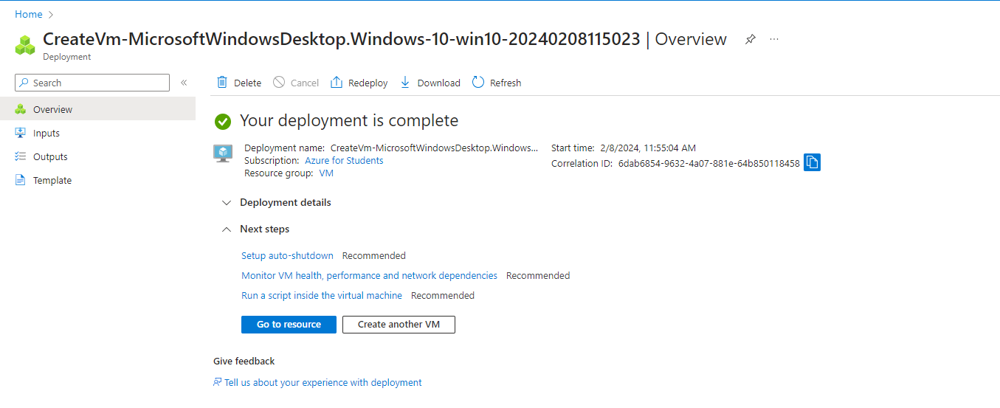 Home
CreateVm-MicrosoftWindowsDesktop.Windows-10-win10-20240208115023 | Overview
Deployment
Search
Delete Cancel Redeploy Download Refresh
Overview
Inputs
Outputs
Template
Your deployment is complete
Deployment name: CreateVm-MicrosoftWindowsDesktop.Windows...
Subscription: Azure for Students
Resource group: VM
Start time: 2/8/2024, 11:55:04 AM
Correlation ID: 6dab6854-9632-4a07-881e-64b850118458
Deployment details
Next steps
Setup auto-shutdown Recommended
Monitor VM health, performance and network dependencies Recommended
Run a script inside the virtual machine Recommended
Go to resource Create another VM
Give feedback
Tell us about your experience with deployment